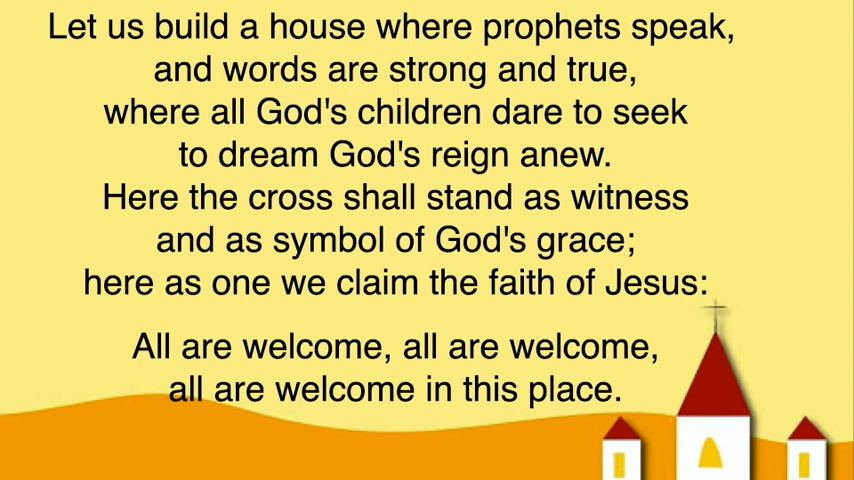 Let us build a house where prophets speak,
and words are strong and true,
where all God's children dare to seek
to dream God's reign anew.
Here the cross shall stand as witness
and as symbol of God's grace;
here as one we claim the faith of Jesus:
All are welcome, all are welcome,
all are welcome in this place.